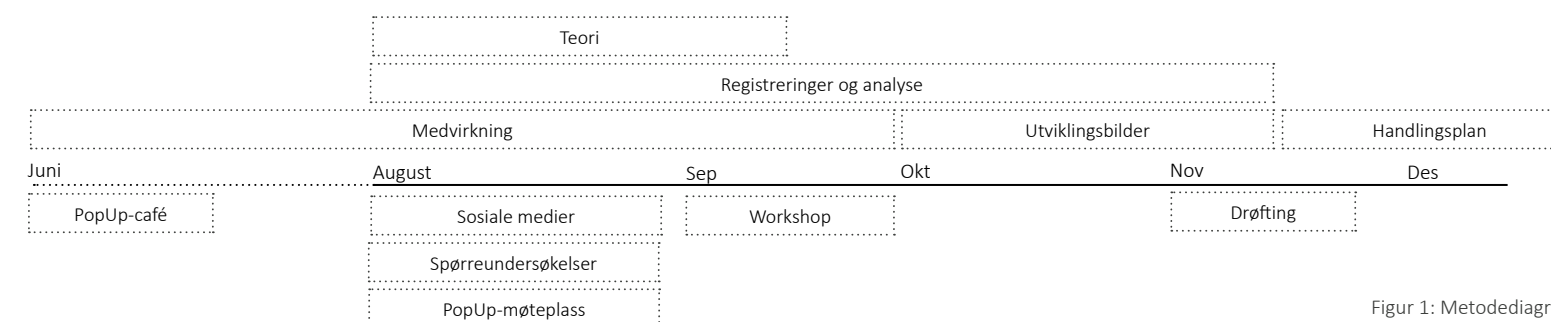 Teori
Registreringer og analyse
Medvirkning Utviklingsbilder Handlingsplan
Juni August Sep Okt Nov Des
PopUp-café Sosiale medier Workshop Drøfting
Spørreundersøkelser
PopUp-møteplass
Figur 1: Metodediagr